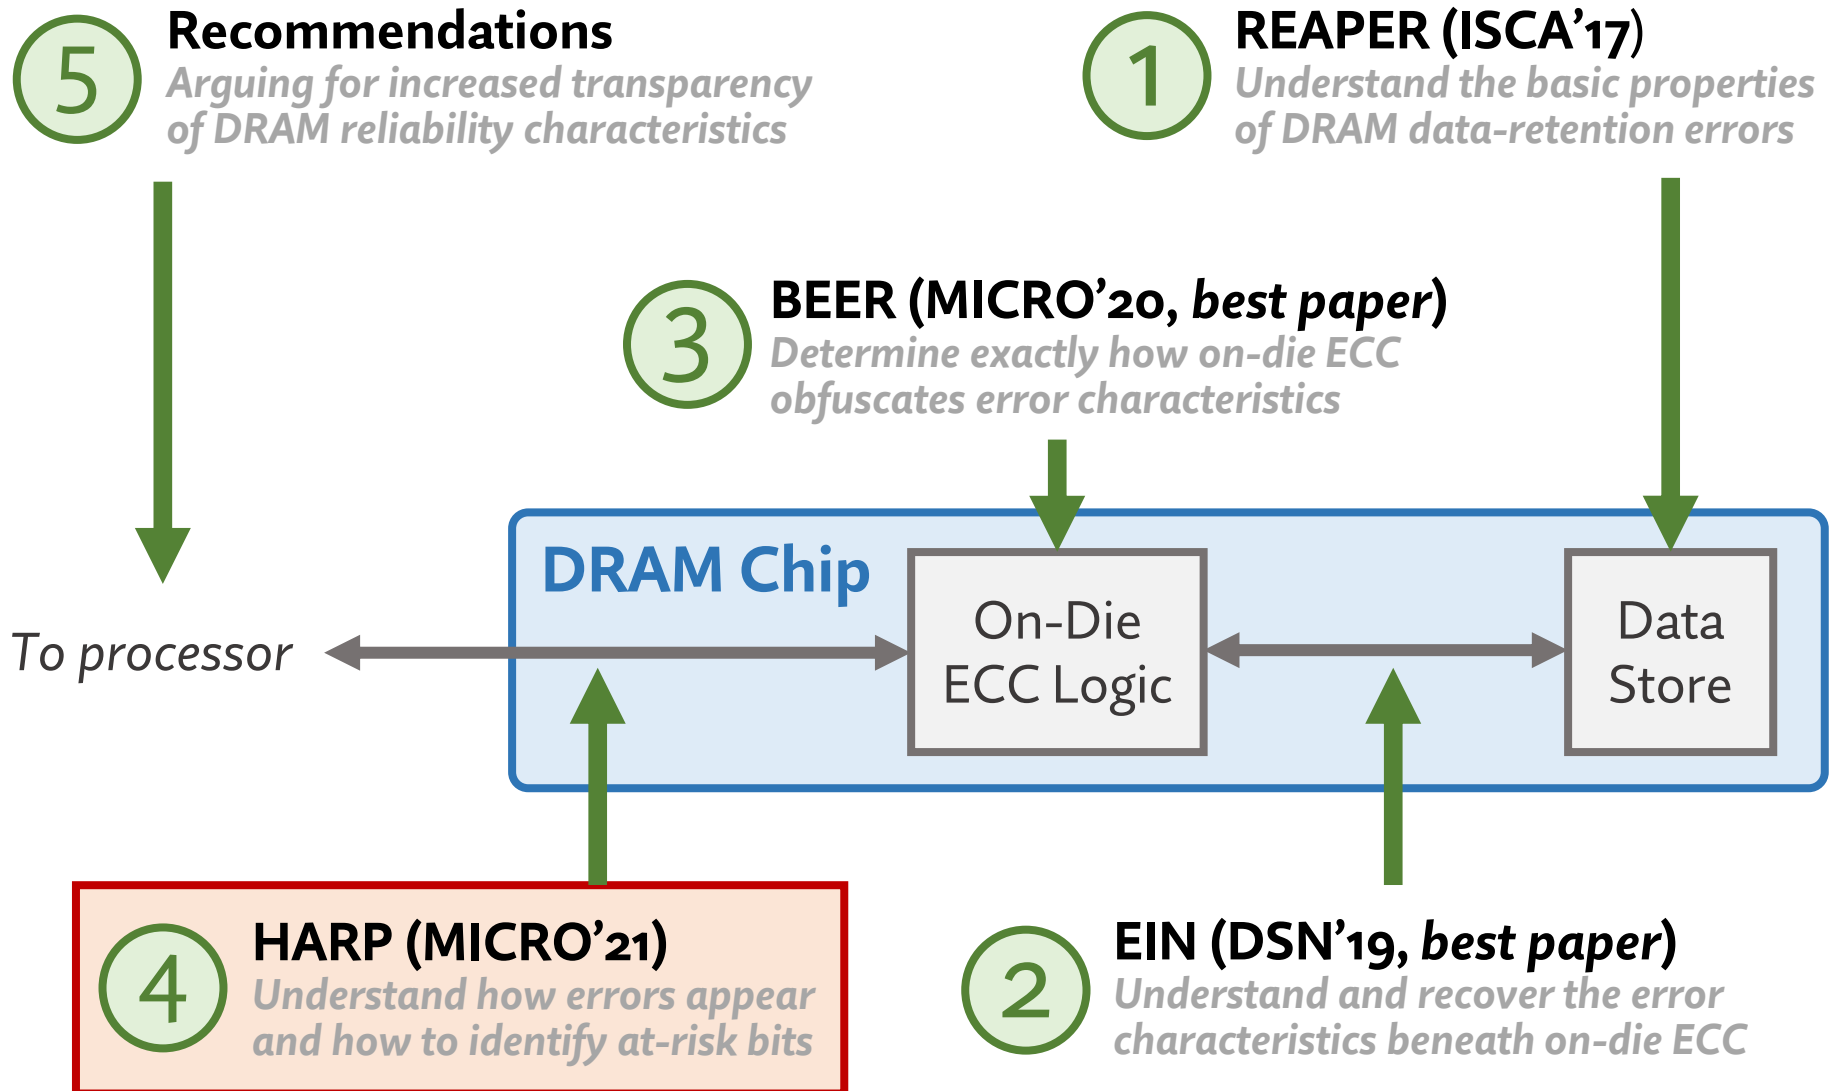 5
Recommendations
Arguing for increased transparency
of DRAM reliability characteristics
1
REAPER (ISCA’17)
Understand the basic properties
of DRAM data-retention errors
3
BEER (MICRO’20, best paper)
Determine exactly how on-die ECC
obfuscates error characteristics
DRAM Chip
To processor
On-Die
ECC Logic
Data
Store
4
HARP (MICRO’21)
Understand how errors appear
and how to identify at-risk bits
2
EIN (DSN’19, best paper)
Understand and recover the error
characteristics beneath on-die ECC